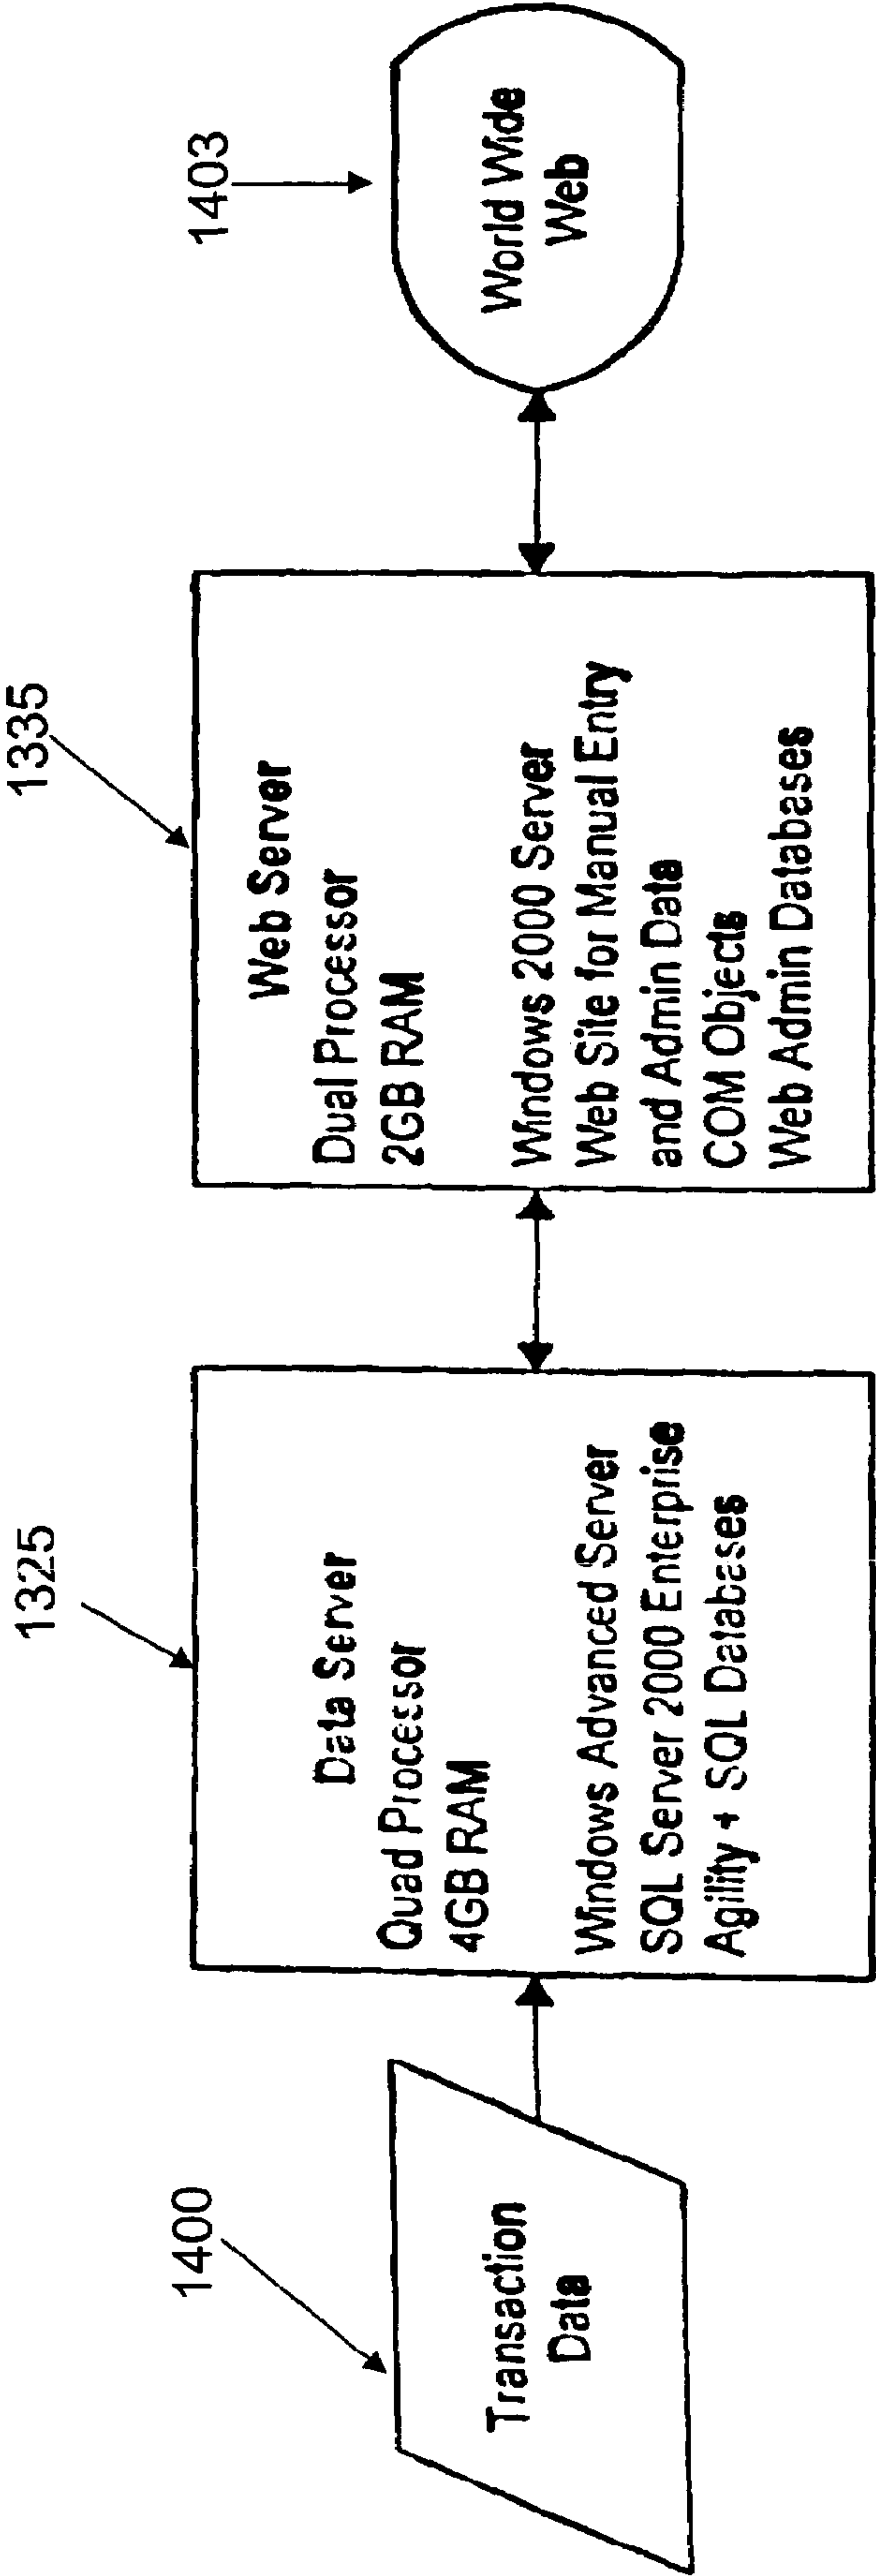 1400
Transaction
Data
1325
Data Server
Quad Processor
4GB RAM
Windows Advanced Server
SQL Server 2000 Enterprise
Agility + SQL Databases
1335
Web Server
Dual Processor
2GB RAM
Windows 2000 Server
Web Site for Manual Entry
and Admin Data
COM Objects
Web Admin Databases
1403
World Wide
Web